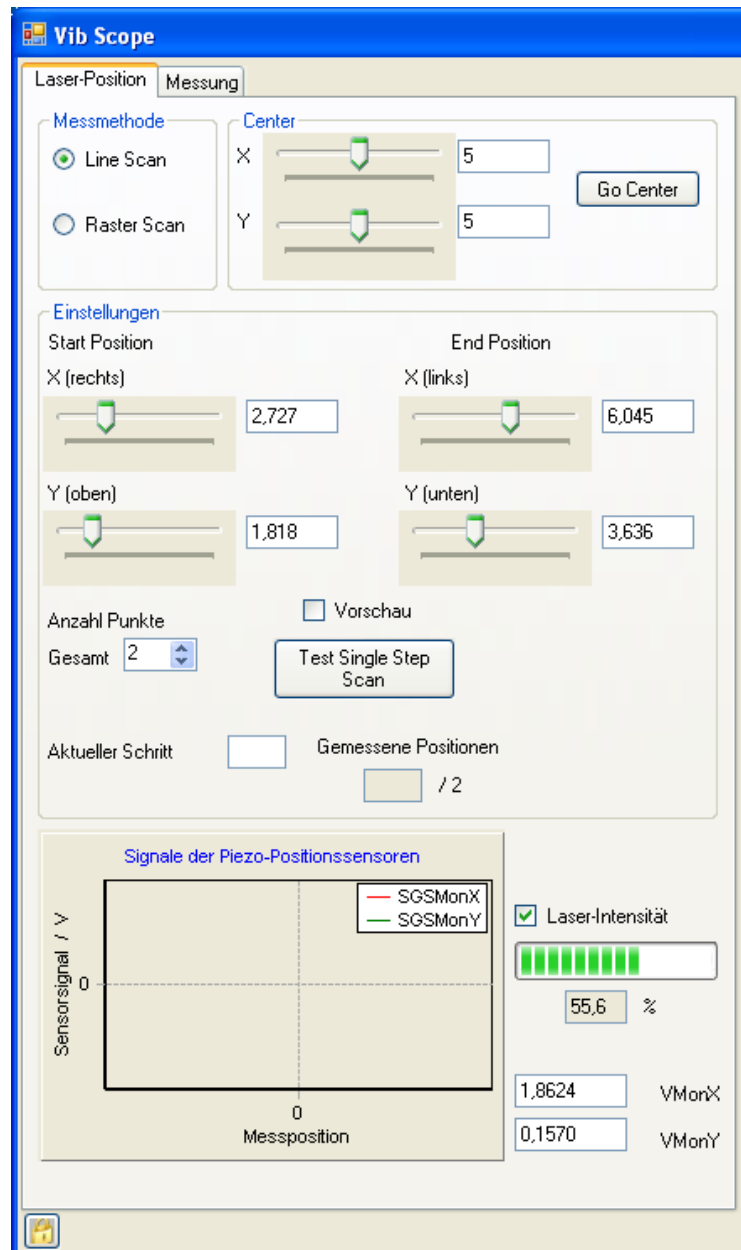 Vib Scope
Laser-Position Messung
Messmethode
Line Scan
Raster Scan
Center
X 5
Y 5
Go Center
Einstellungen
Start Position End Position
X (rechts) X (links)
2,727 6,045
Y (oben) Y (unten)
1,818 3,636
Anzahl Punkte
Vorschau
Gesamt 2
Test Single Step
Scan
Aktueller Schritt
Gemessene Positionen
/ 2
Signale der Piezo-Positionssensoren
SGSMonX
SGSMonY
Sensorsignal / V
0
0
Messposition
Laser-Intensität
55,6 %
1,8624 VMonX
0,1570 VMonY